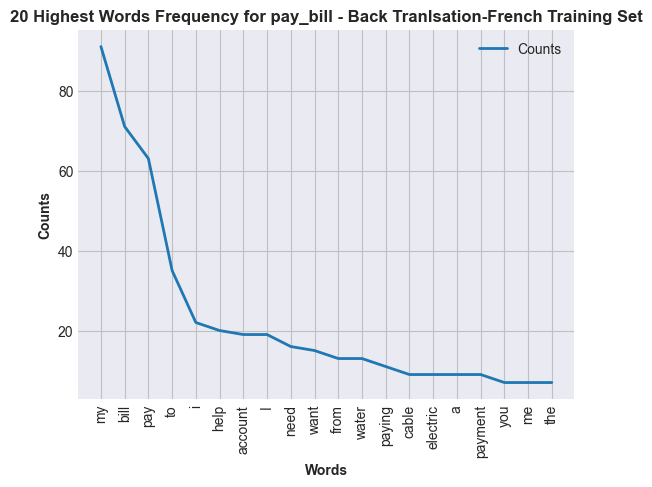 20 Highest Words Frequency for pay_bill - Back Tranlsation-French Training Set
Counts
80
60
40
20
Counts
my
bill
pay
to
i
help
account
I
need
want
from
water
paying
cable
electric
a
payment
you
me
the
Words